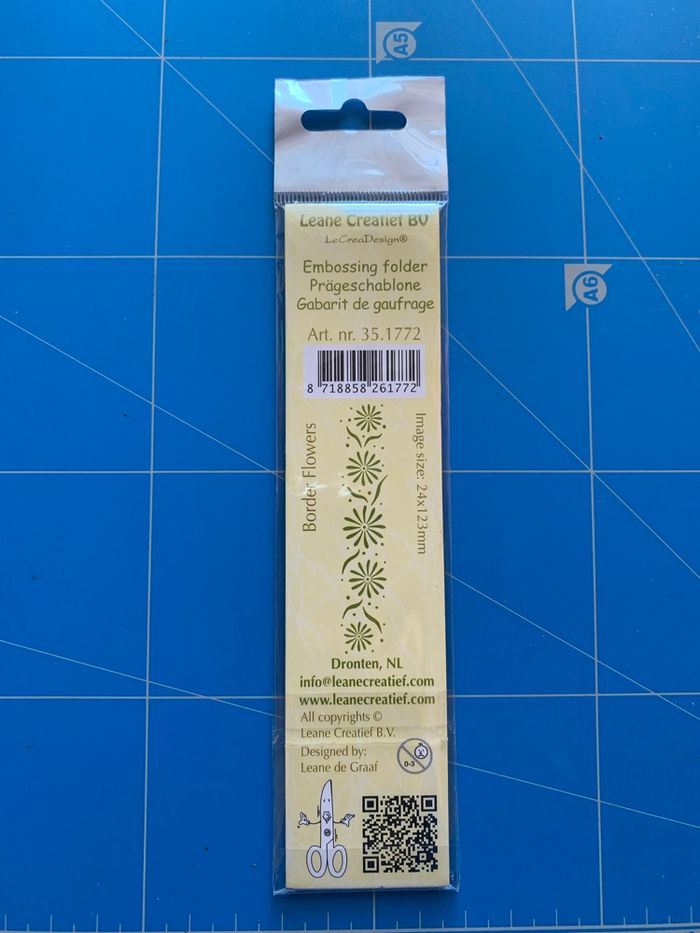 A5
A6
Leane Creatief BV
LeCreaDesign®
Embossing folder
Prägeschablone
Gabarit de gaufrage
Art. nr. 35.1772
8 718858 261772
Border Flowers
Image size: 24x123mm
Dronten, NL
info@leanecreatief.com
www.leanecreatief.com
All copyrights ©
Leane Creatief B.V.
Designed by:
Leane de Graaf
0-3